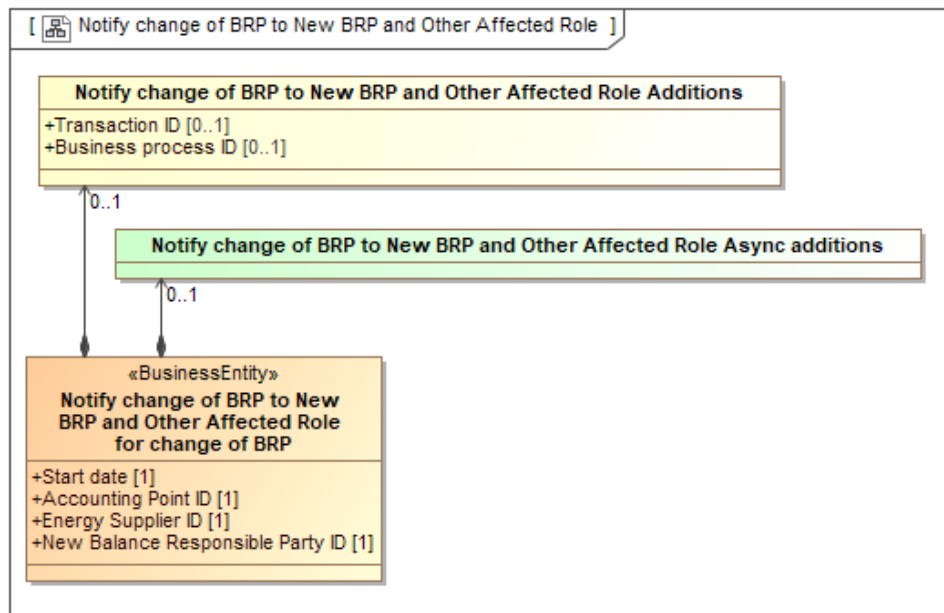 [ Notify change of BRP to New BRP and Other Affected Role ]
Notify change of BRP to New BRP and Other Affected Role Additions
+Transaction ID [0..1]
+Business process ID [0..1]
0..1
Notify change of BRP to New BRP and Other Affected Role Async additions
0..1
«BusinessEntity»
Notify change of BRP to New
BRP and Other Affected Role
for change of BRP
+Start date [1]
+Accounting Point ID [1]
+Energy Supplier ID [1]
+New Balance Responsible Party ID [1]